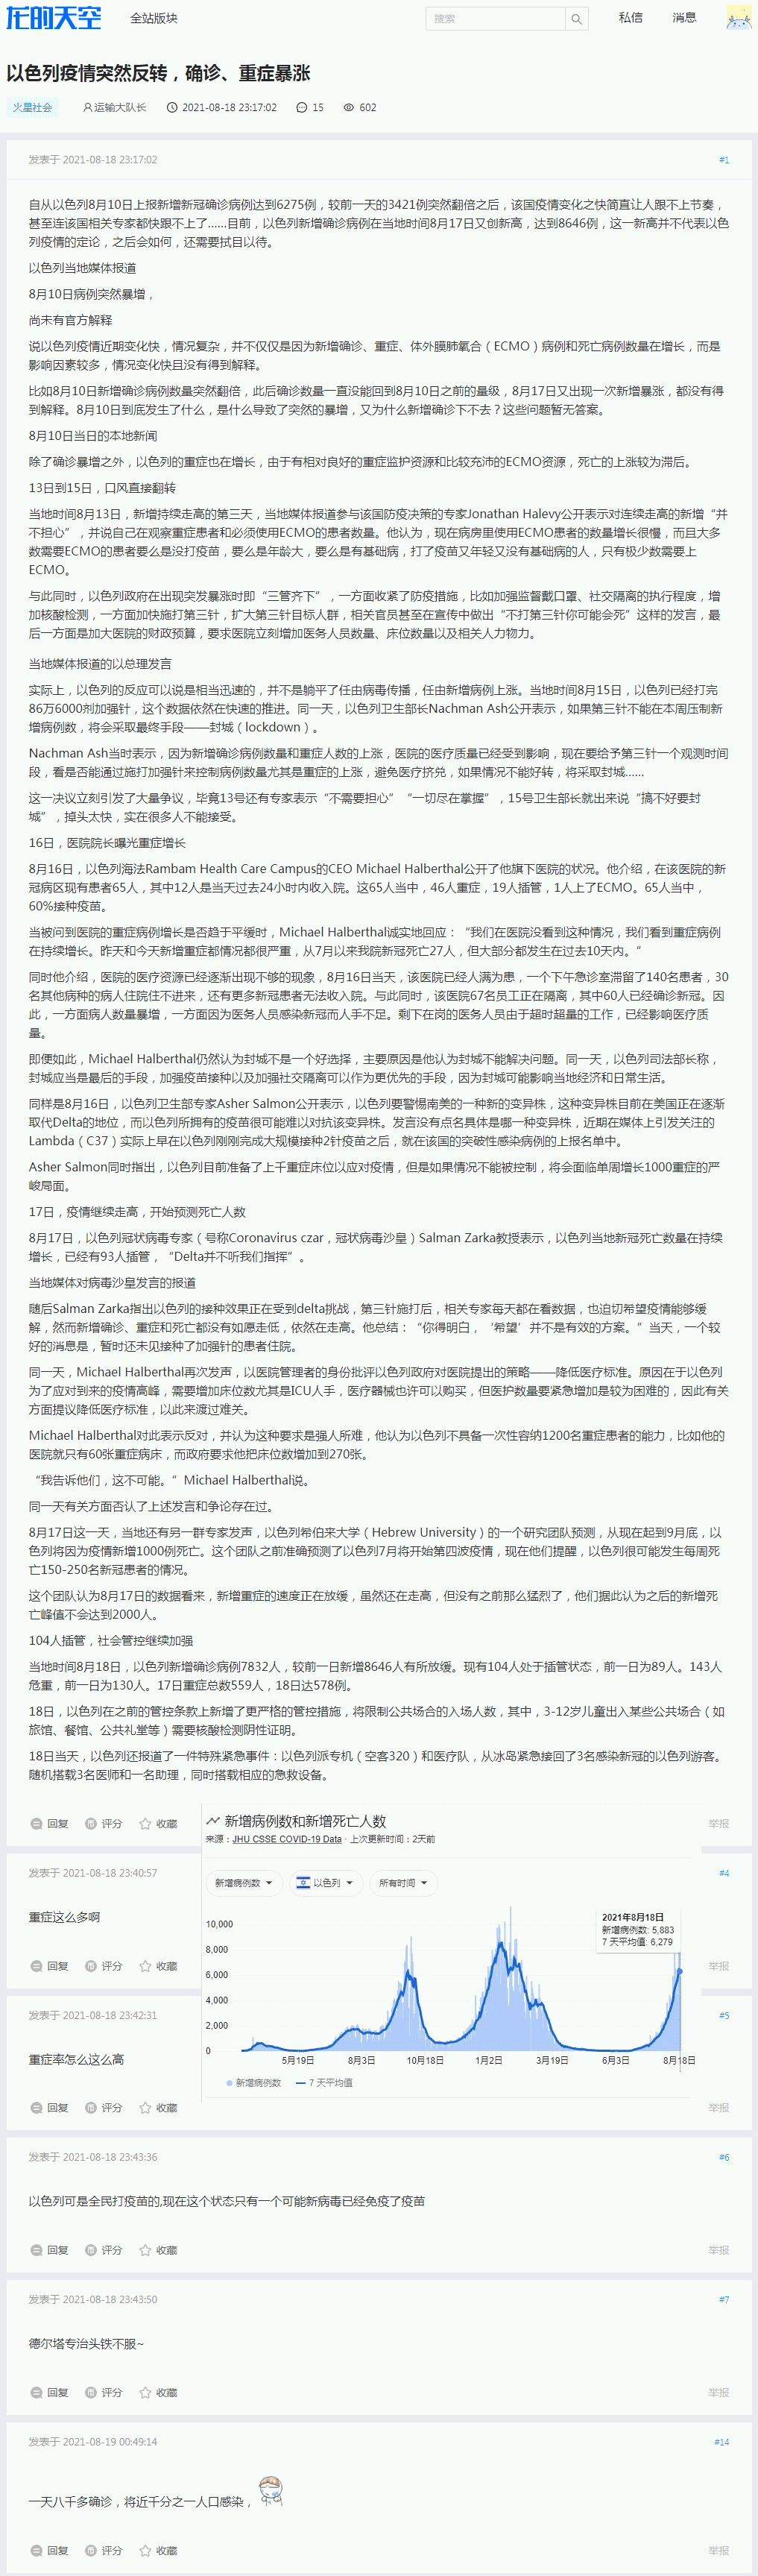 龙的天空 全站版块 搜索 私信 消息
以色列疫情突然反转，确诊、重症暴涨
火星社会 运输大队长 2021-08-18 23:17:02 15 602
发表于 2021-08-18 23:17:02 #1
自从以色列8月10日上报新增新冠确诊病例达到6275例，较前一天的3421例突然翻倍之后，该国疫情变化之快简直让人跟不上节奏，
甚至连该国相关专家都快跟不上了……目前，以色列新增确诊病例在当地时间8月17日又创新高，达到8646例，这一新高并不代表以色
列疫情的定论，之后会如何，还需要拭目以待。
以色列当地媒体报道
8月10日病例突然暴增，
尚未有官方解释
说以色列疫情近期变化快，情况复杂，并不仅仅是因为新增确诊、重症、体外膜肺氧合（ECMO）病例和死亡病例数量在增长，而是
影响因素较多，情况变化快且没有得到解释。
比如8月10日新增确诊病例数量突然翻倍，此后确诊数量一直没能回到8月10日之前的量级，8月17日又出现一次新增暴涨，都没有得
到解释。8月10日到底发生了什么，是什么导致了突然的暴增，又为什么新增确诊下不去？这些问题暂无答案。
8月10日当日的本地新闻
除了确诊暴增之外，以色列的重症也在增长，由于有相对良好的重症监护资源和比较充沛的ECMO资源，死亡的上涨较为滞后。
13日到15日，口风直接翻转
当地时间8月13日，新增持续走高的第三天，当地媒体报道参与该国防疫决策的专家Jonathan Halevy公开表示对连续走高的新增“并
不担心”，并说自己在观察重症患者和必须使用ECMO的患者数量。他认为，现在病房里使用ECMO患者的数量增长很慢，而且大多
数需要ECMO的患者要么是没打疫苗，要么是年龄大，要么是有基础病，打了疫苗又年轻又没有基础病的人，只有极少数需要上
ECMO。
与此同时，以色列政府在出现突发暴涨时即“三管齐下”，一方面收紧了防疫措施，比如加强监督戴口罩、社交隔离的执行程度，增
加核酸检测，一方面加快施打第三针，扩大第三针目标人群，相关官员甚至在宣传中做出“不打第三针你可能会死”这样的发言，最
后一方面是加大医院的财政预算，要求医院立刻增加医务人员数量、床位数量以及相关人力物力。
当地媒体报道的以总理发言
实际上，以色列的反应可以说是相当迅速的，并不是躺平了任由病毒传播，任由新增病例上涨。当地时间8月15日，以色列已经打完
86万6000剂加强针，这个数据依然在快速的推进。同一天，以色列卫生部长Nachman Ash公开表示，如果第三针不能在本周压制新
增病例数，将会采取最终手段——封城（lockdown）。
Nachman Ash当时表示，因为新增确诊病例数量和重症人数的上涨，医院的医疗质量已经受到影响，现在要给予第三针一个观测时间
段，看是否能通过施打加强针来控制病例数量尤其是重症的上涨，避免医疗挤兑，如果情况不能好转，将采取封城……
这一决议立刻引发了大量争议，毕竟13号还有专家表示“不需要担心”“一切尽在掌握”，15号卫生部长就出来说“搞不好要封
城”，掉头太快，实在很多人不能接受。
16日，医院院长曝光重症增长
8月16日，以色列海法Rambam Health Care Campus的CEO Michael Halberthal公开了他旗下医院的状况。他介绍，在该医院的新
冠病区现有患者65人，其中12人是当天过去24小时内收入院。这65人当中，46人重症，19人插管，1人上了ECMO。65人当中，
60%接种疫苗。
当被问到医院的重症病例增长是否趋于平缓时，Michael Halberthal诚实地回应：“我们在医院没看到这种情况，我们看到重症病例
在持续增长。昨天和今天新增重症都情况都很严重，从7月以来我院新冠死亡27人，但大部分都发生在过去10天内。“
同时他介绍，医院的医疗资源已经逐渐出现不够的现象，8月16日当天，该医院已经人满为患，一个下午急诊室滞留了140名患者，30
名其他病种的病人住院住不进来，还有更多新冠患者无法收入院。与此同时，该医院67名员工正在隔离，其中60人已经确诊新冠。因
此，一方面病人数量暴增，一方面因为医务人员感染新冠而人手不足。剩下在岗的医务人员由于超时超量的工作，已经影响医疗质
量。
即便如此，Michael Halberthal仍然认为封城不是一个好选择，主要原因是他认为封城不能解决问题。同一天，以色列司法部长称，
封城应当是最后的手段，加强疫苗接种以及加强社交隔离可以作为更优先的手段，因为封城可能影响当地经济和日常生活。
同样是8月16日，以色列卫生部专家Asher Salmon公开表示，以色列要警惕南美的一种新的变异株，这种变异株目前在美国正在逐渐
取代Delta的地位，而以色列所拥有的疫苗很可能难以对抗该变异株。发言没有点名具体是哪一种变异株，近期在媒体上引发关注的
Lambda（C37）实际上早在以色列刚刚完成大规模接种2针疫苗之后，就在该国的突破性感染病例的上报名单中。
Asher Salmon同时指出，以色列目前准备了上千重症床位以应对疫情，但是如果情况不能被控制，将会面临单周增长1000重症的严
峻局面。
17日，疫情继续走高，开始预测死亡人数
8月17日，以色列冠状病毒专家（号称Coronavirus czar，冠状病毒沙皇）Salman Zarka教授表示，以色列当地新冠死亡数量在持续
增长，已经有93人插管，“Delta并不听我们指挥”。
当地媒体对病毒沙皇发言的报道
随后Salman Zarka指出以色列的接种效果正在受到delta挑战，第三针施打后，相关专家每天都在看数据，也迫切希望疫情能够缓
解，然而新增确诊、重症和死亡都没有如愿走低，依然在走高。他总结：“你得明白，‘希望’并不是有效的方案。”当天，一个较
好的消息是，暂时还未见接种了加强针的患者住院。
同一天，Michael Halberthal再次发声，以医院管理者的身份批评以色列政府对医院提出的策略——降低医疗标准。原因在于以色列
为了应对到来的疫情高峰，需要增加床位数尤其是ICU人手，医疗器械也许可以购买，但医护数量要紧急增加是较为困难的，因此有关
方面提议降低医疗标准，以此来渡过难关。
Michael Halberthal对此表示反对，并认为这种要求是强人所难，他认为以色列不具备一次性容纳1200名重症患者的能力，比如他的
医院就只有60张重症病床，而政府要求他把床位数增加到270张。
“我告诉他们，这不可能。”Michael Halberthal说。
同一天有关方面否认了上述发言和争论存在过。
8月17日这一天，当地还有另一群专家发声，以色列希伯来大学（Hebrew University）的一个研究团队预测，从现在起到9月底，以
色列将因为疫情新增1000例死亡。这个团队之前准确预测了以色列7月将开始第四波疫情，现在他们提醒，以色列很可能发生每周死
亡150-250名新冠患者的情况。
这个团队认为8月17日的数据看来，新增重症的速度正在放缓，虽然还在走高，但没有之前那么猛烈了，他们据此认为之后的新增死
亡峰值不会达到2000人。
104人插管，社会管控继续加强
当地时间8月18日，以色列新增确诊病例7832人，较前一日新增8646人有所放缓。现有104人处于插管状态，前一日为89人。143人
危重，前一日为130人。17日重症总数559人，18日达578例。
18日，以色列在之前的管控条款上新增了更严格的管控措施，将限制公共场合的入场人数，其中，3-12岁儿童出入某些公共场合（如
旅馆、餐馆、公共礼堂等）需要核酸检测阴性证明。
18日当天，以色列还报道了一件特殊紧急事件：以色列派专机（空客320）和医疗队，从冰岛紧急接回了3名感染新冠的以色列游客。
随机搭载3名医师和一名助理，同时搭载相应的急救设备。
回复 评分 收藏 举报
新增病例数和新增死亡人数
来源：JHU CSSE COVID-19 Data · 上次更新时间：2天前
新增病例数 以色列 所有时间
2021年8月18日
新增病例数: 5,883
7 天平均值: 6,279
10,000
8,000
6,000
4,000
2,000
0
5月19日 8月3日 10月18日 1月2日 3月19日 6月3日 8月18日
新增病例数 7 天平均值
发表于 2021-08-18 23:40:57 #4
重症这么多啊
回复 评分 收藏 举报
发表于 2021-08-18 23:42:31 #5
重症率怎么这么高
回复 评分 收藏 举报
发表于 2021-08-18 23:43:36 #6
以色列可是全民打疫苗的,现在这个状态只有一个可能新病毒已经免疫了疫苗
回复 评分 收藏 举报
发表于 2021-08-18 23:43:50 #7
德尔塔专治头铁不服~
回复 评分 收藏 举报
发表于 2021-08-19 00:49:14 #14
一天八千多确诊，将近千分之一人口感染，
回复 评分 收藏 举报